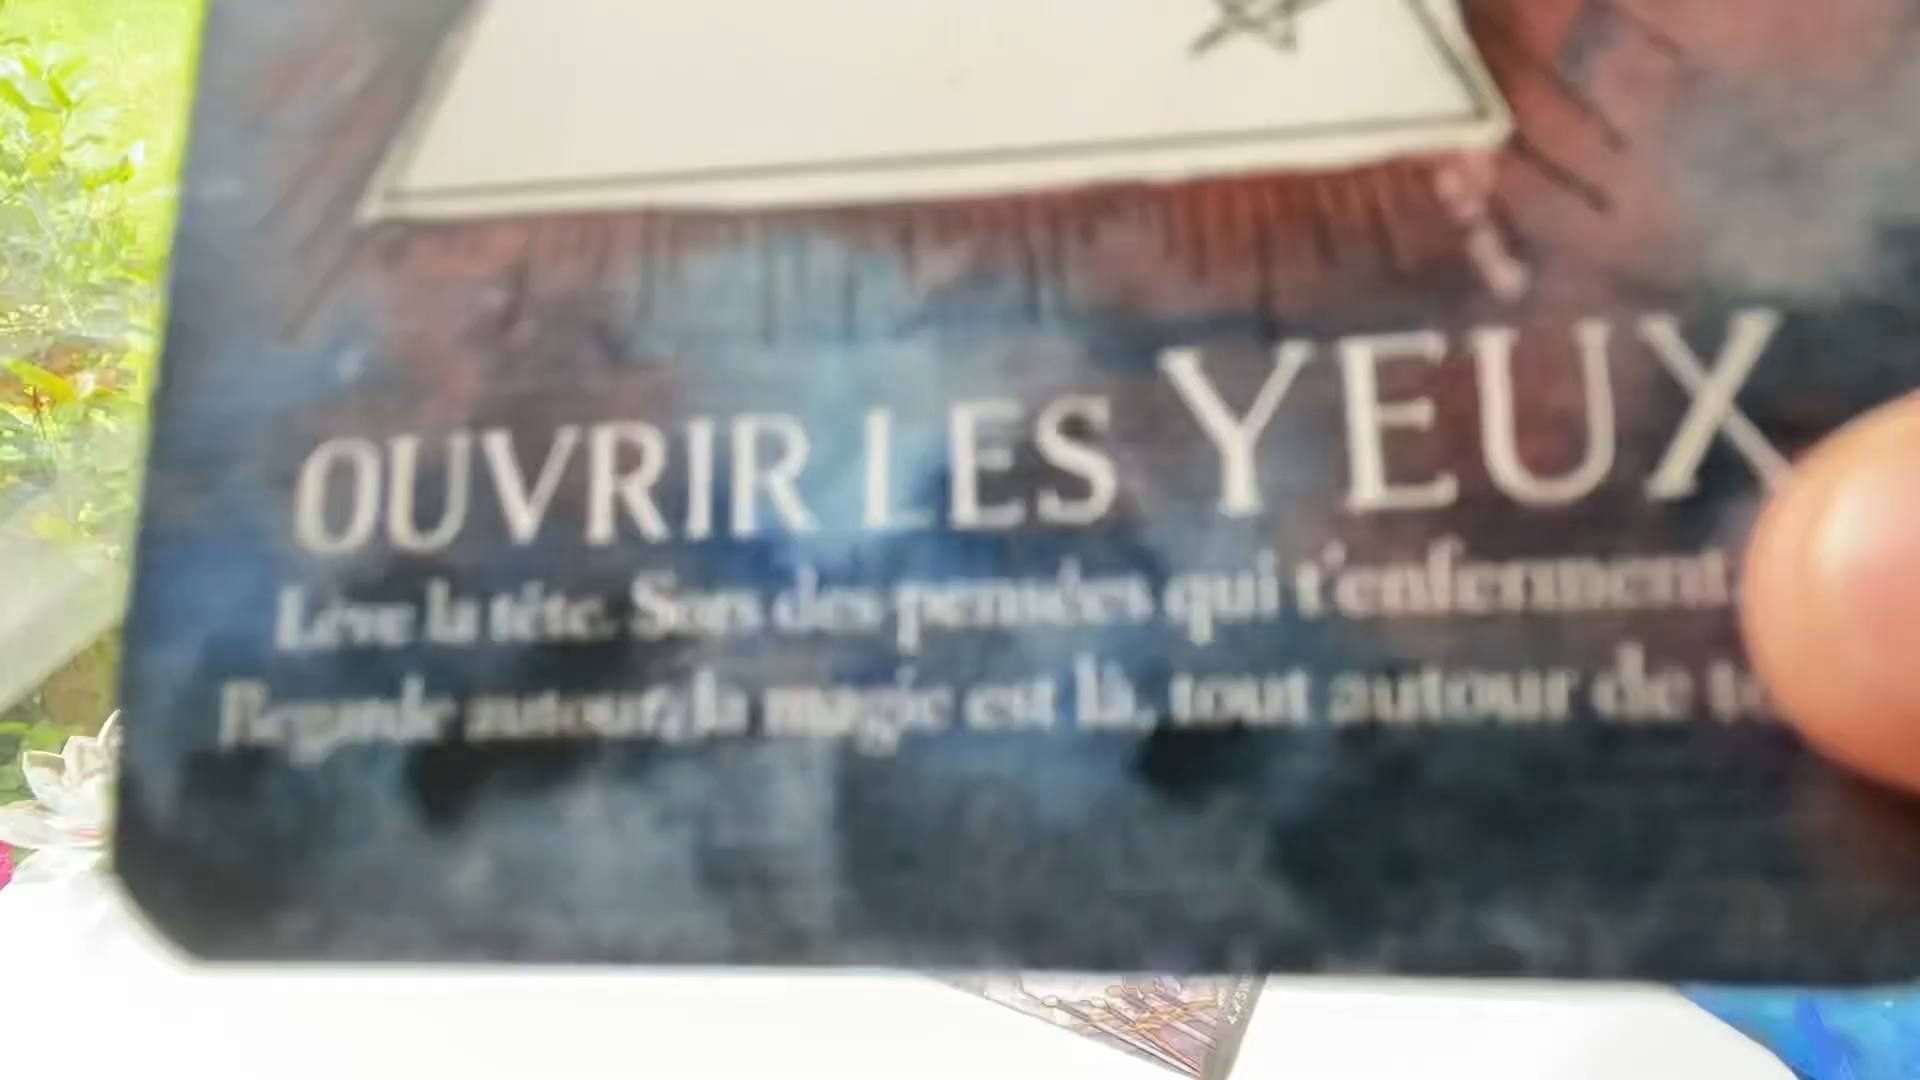 OUVRIR LES YEUX
Lève la tête. Sors des pensées qui t'enferment
Regarde autour, la magie est là, tout autour de